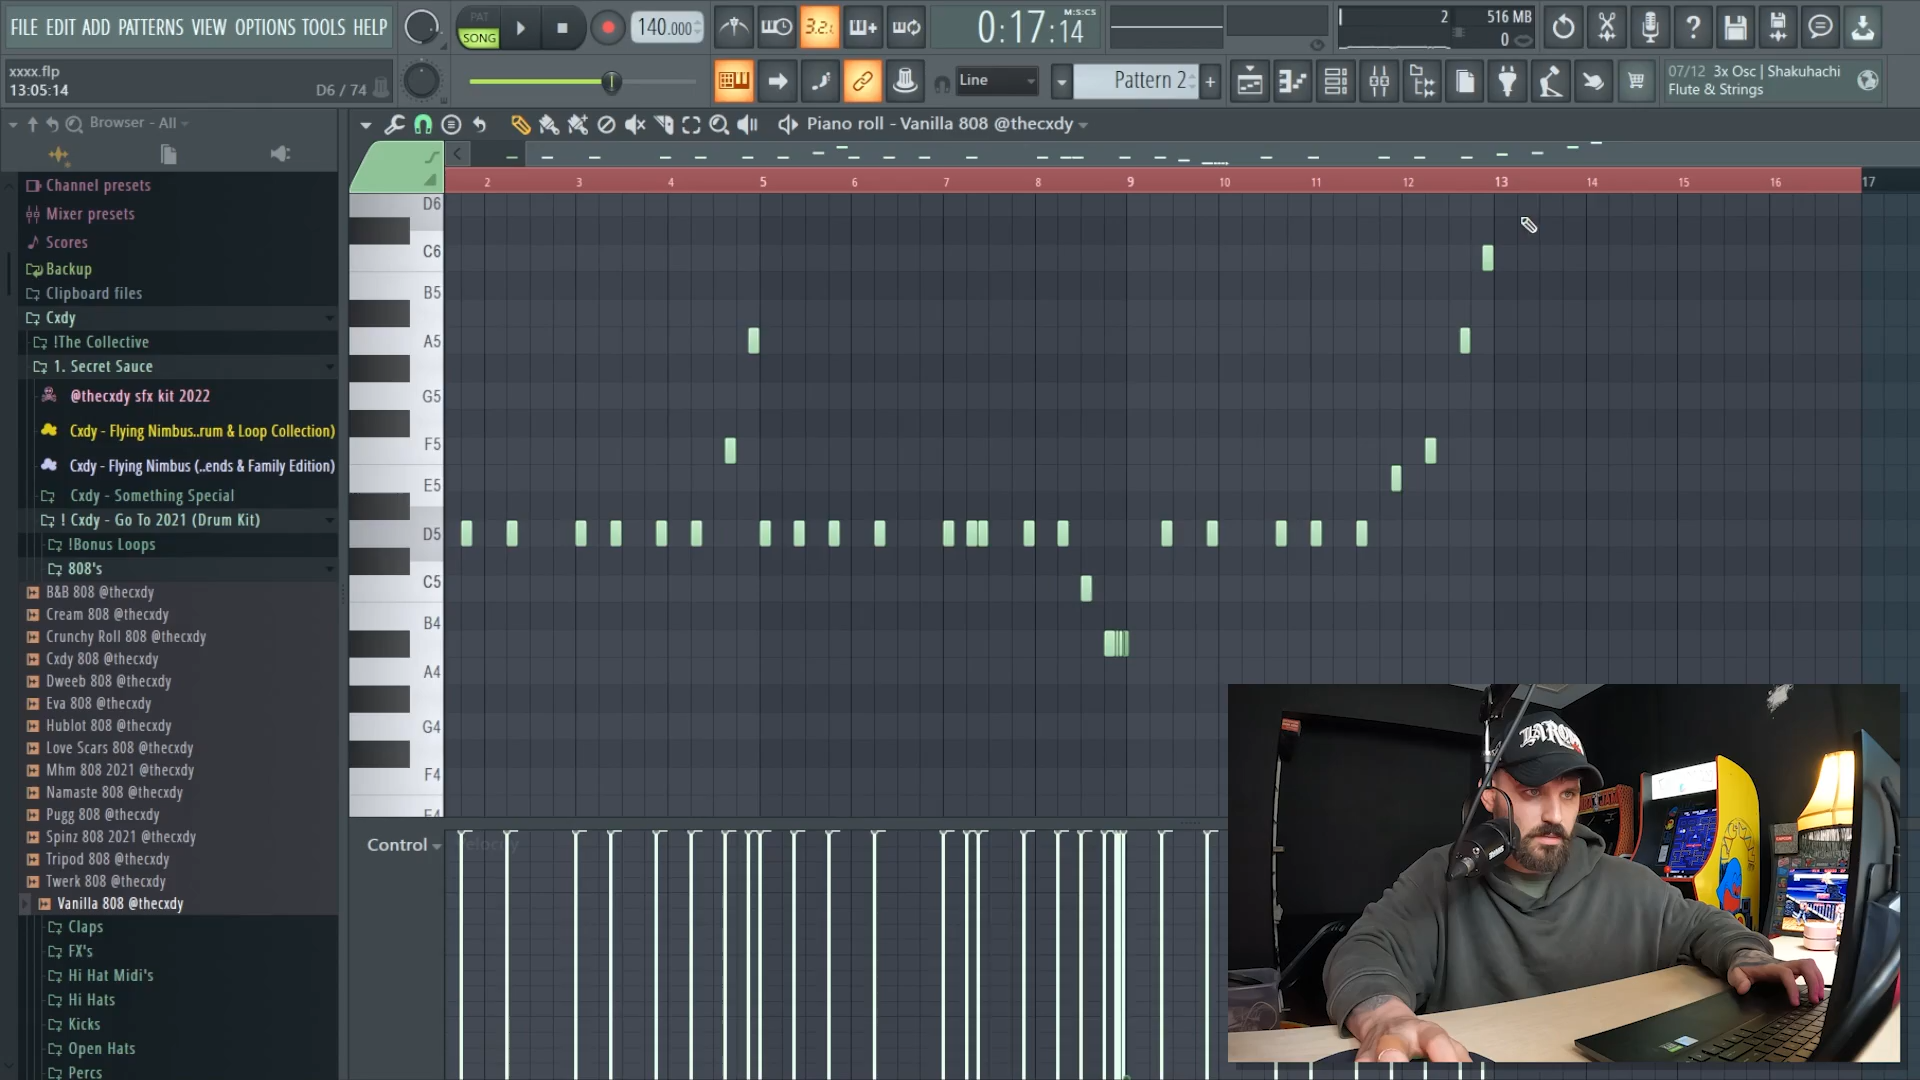 FILE EDIT ADD PATTERNS VIEW OPTIONS TOOLS HELP
PAT
SONG
140.000
3.2.
0:17:14
M:S:CS
2
516 MB
0
xxxx.flp
13:05:14
D6 / 74
Line
Pattern 2
+
07/12 3x Osc | Shakuhachi
Flute & Strings
Browser - All
Piano roll - Vanilla 808 @thecxdy
2 3 4 5 6 7 8 9 10 11 12 13 14 15 16 17
Channel presets
Mixer presets
Scores
Backup
Clipboard files
Cxdy
!The Collective
1. Secret Sauce
@thecxdy sfx kit 2022
Cxdy - Flying Nimbus..rum & Loop Collection)
Cxdy - Flying Nimbus (..ends & Family Edition)
Cxdy - Something Special
! Cxdy - Go To 2021 (Drum Kit)
!Bonus Loops
808's
B&B 808 @thecxdy
Cream 808 @thecxdy
Crunchy Roll 808 @thecxdy
Cxdy 808 @thecxdy
Dweeb 808 @thecxdy
Eva 808 @thecxdy
Hublot 808 @thecxdy
Love Scars 808 @thecxdy
Mhm 808 2021 @thecxdy
Namaste 808 @thecxdy
Pugg 808 @thecxdy
Spinz 808 2021 @thecxdy
Tripod 808 @thecxdy
Twerk 808 @thecxdy
Vanilla 808 @thecxdy
Claps
FX's
Hi Hat Midi's
Hi Hats
Kicks
Open Hats
Percs
D6
C6
B5
A5
G5
F5
E5
D5
C5
B4
A4
G4
F4
E4
Control
Velocity